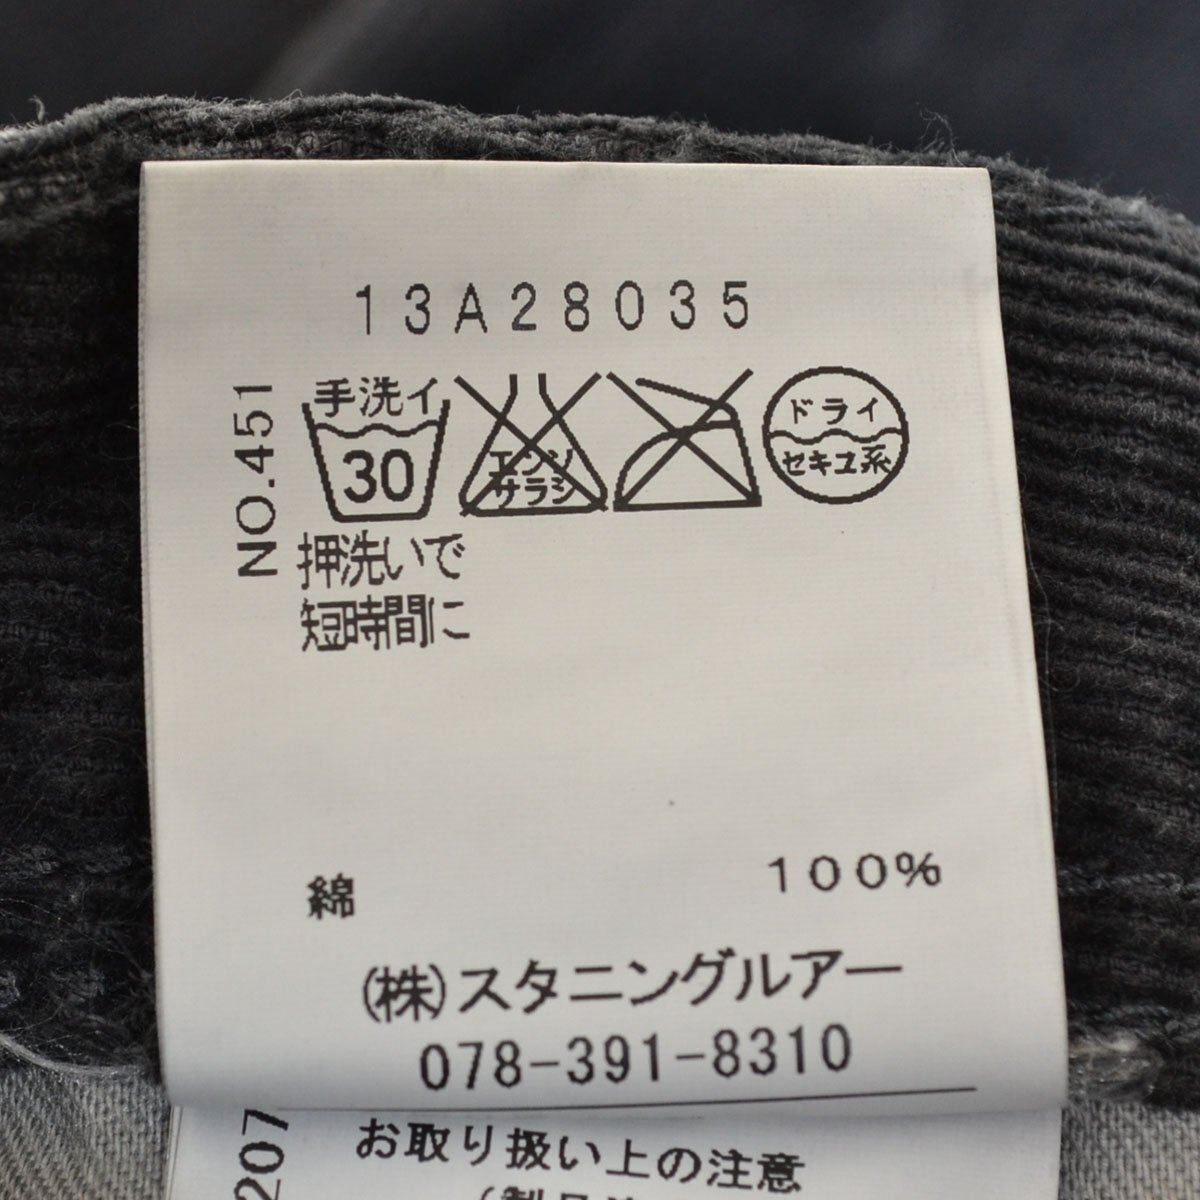 13A28035
NO.451
手洗イ
30
エンソ
サラシ
ドライ
セキユ系
押洗いで
短時間に
綿 100%
(株)スタニングルアー
078-391-8310
207
お取り扱い上の注意